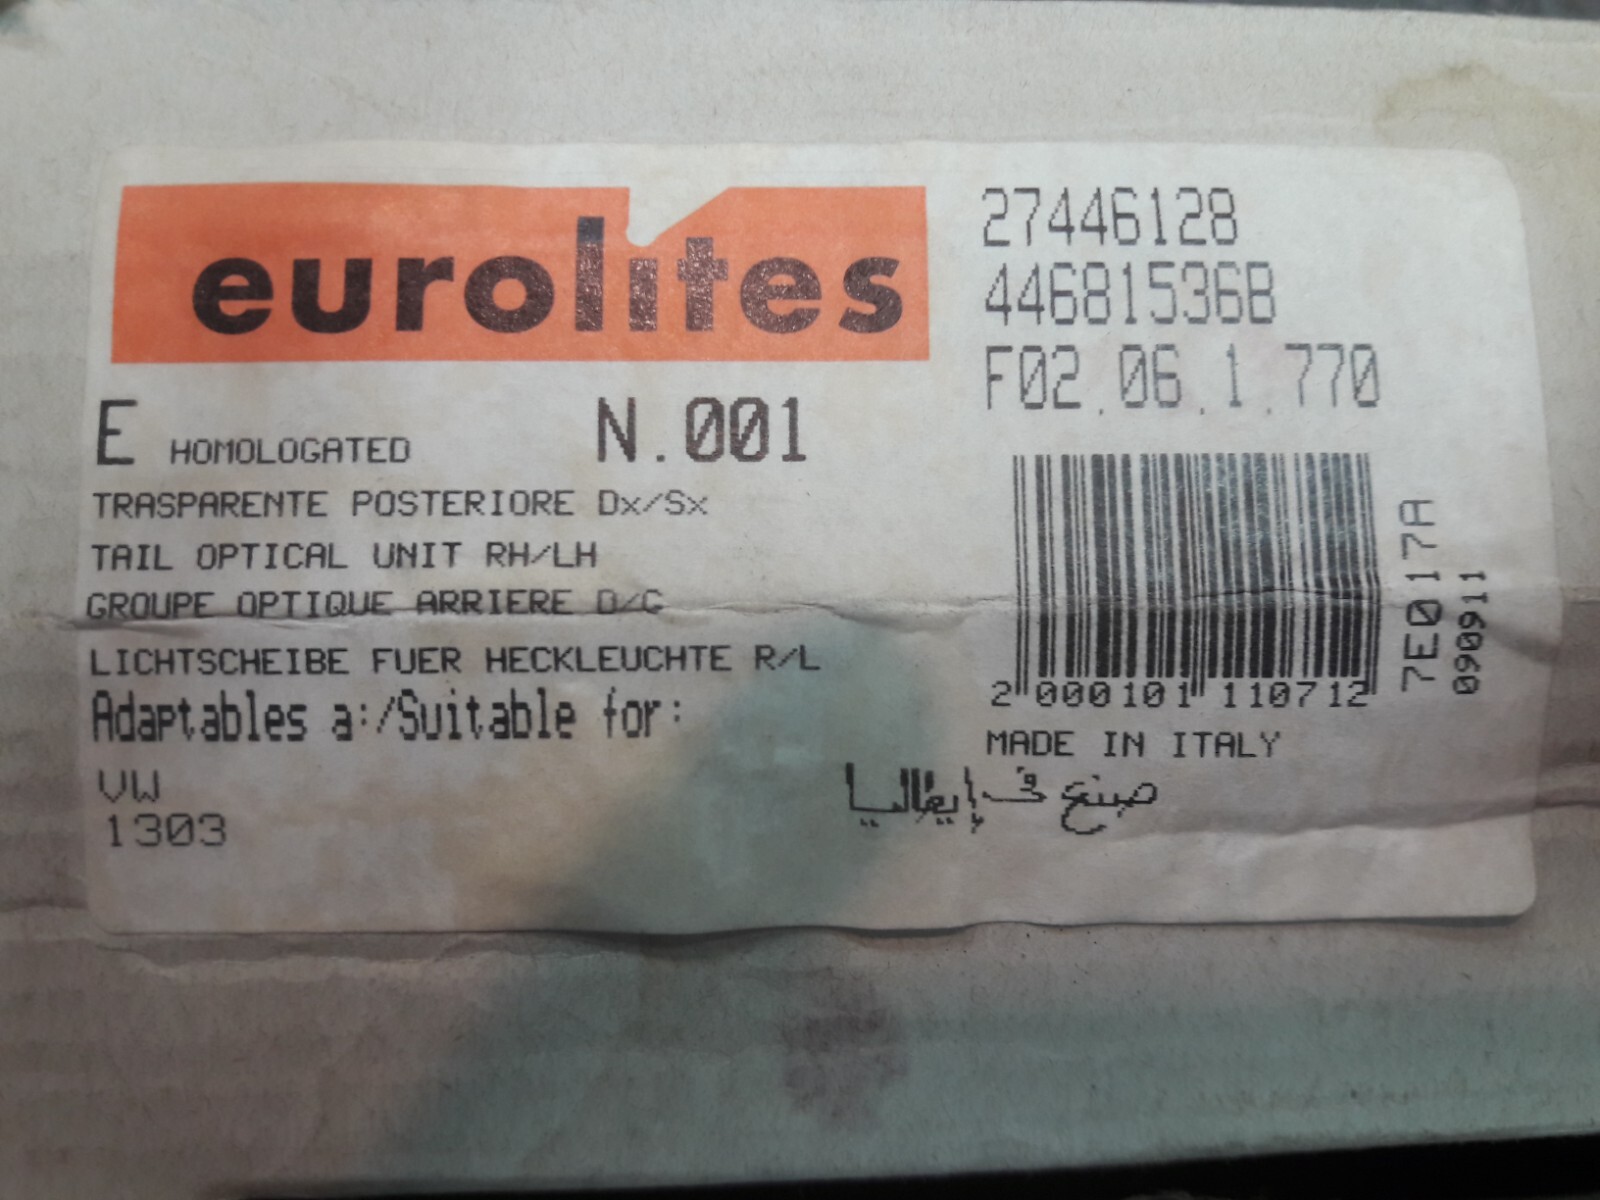 eurolites
E HOMOLOGATED N.001
TRASPARENTE POSTERIORE Dx/Sx
TAIL OPTICAL UNIT RH/LH
GROUPE OPTIQUE ARRIERE D/G
LICHTSCHEIBE FUER HECKLEUCHTE R/L
Adaptables a:/Suitable for:
VW
1303
27446128
446815368
F02.06.1.770
2 000101 110712
7E017A
090911
MADE IN ITALY
صنع في إيطاليا